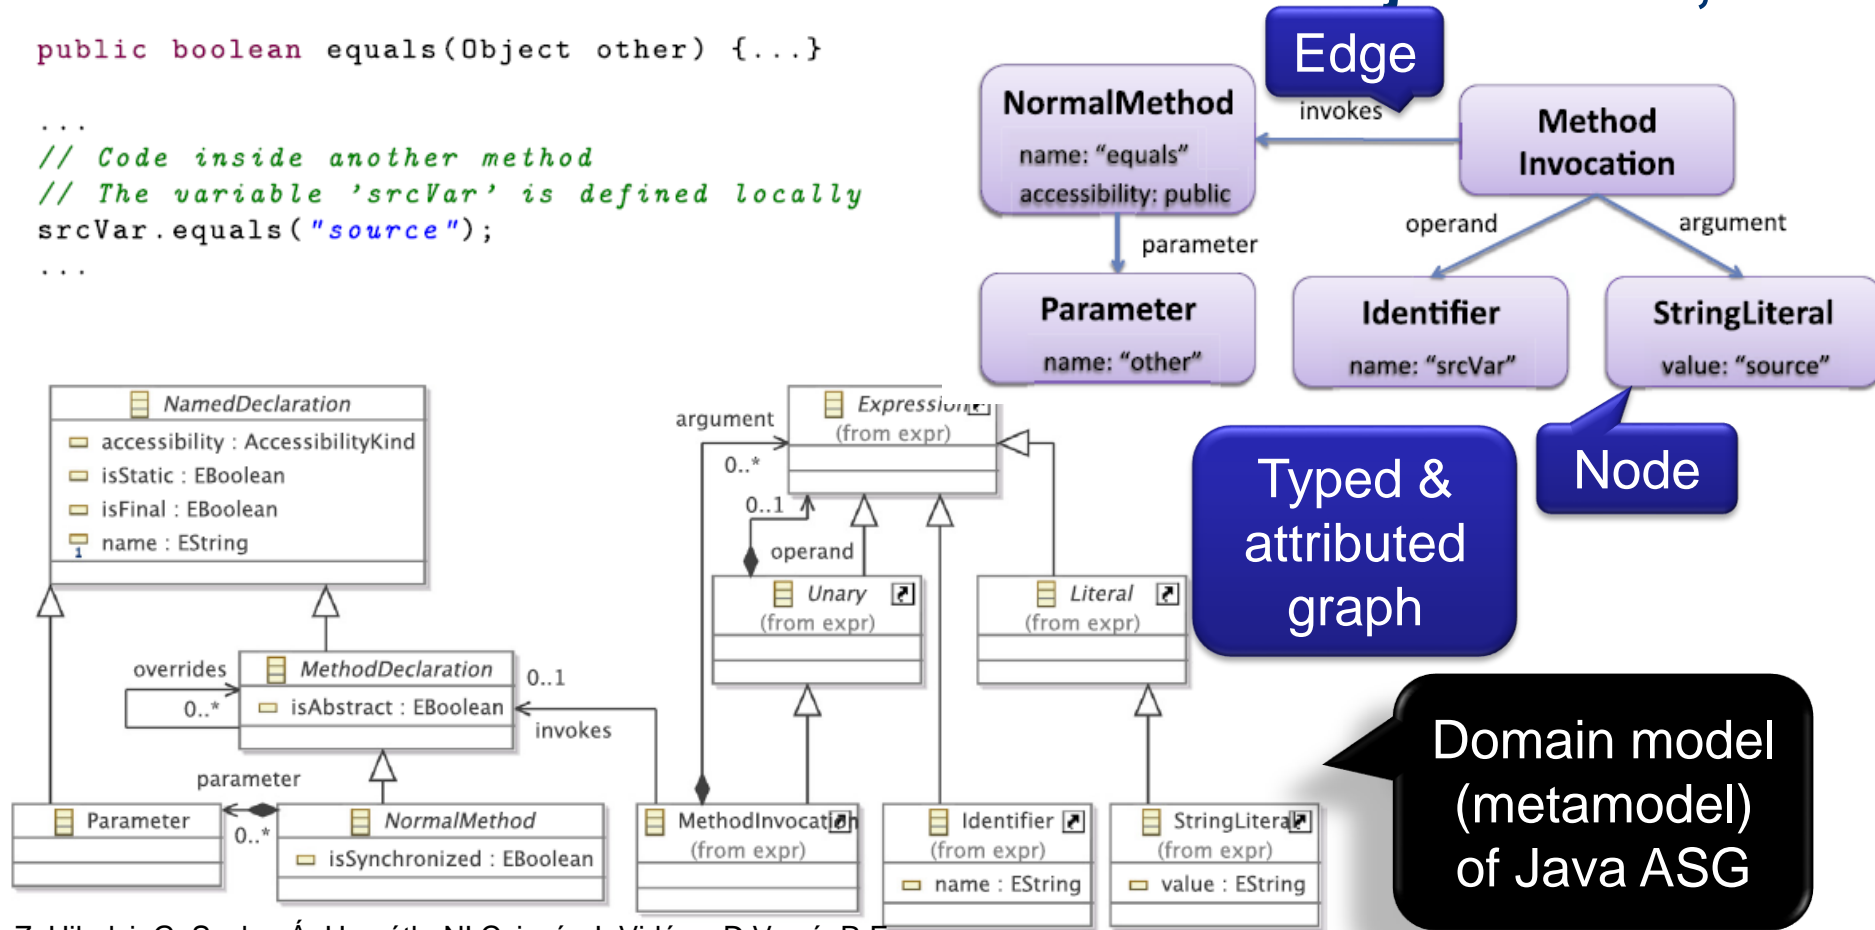 public boolean equals(Object other) {...}
...
// Code inside another method
// The variable 'srcVar' is defined locally
srcVar.equals("source");
...
Edge
NormalMethod
name: “equals”
accessibility: public
invokes
Method
Invocation
parameter
operand
argument
Parameter
name: “other”
Identifier
name: “srcVar”
StringLiteral
value: “source”
Node
Typed &
attributed
graph
Domain model
(metamodel)
of Java ASG
NamedDeclaration
accessibility : AccessibilityKind
isStatic : EBoolean
isFinal : EBoolean
1
name : EString
overrides
0..*
MethodDeclaration
isAbstract : EBoolean
0..1
invokes
parameter
0..*
Parameter
NormalMethod
isSynchronized : EBoolean
argument
0..*
Expression
(from expr)
0..1
operand
Unary
(from expr)
Literal
(from expr)
MethodInvocation
(from expr)
Identifier
(from expr)
name : EString
StringLiteral
(from expr)
value : EString